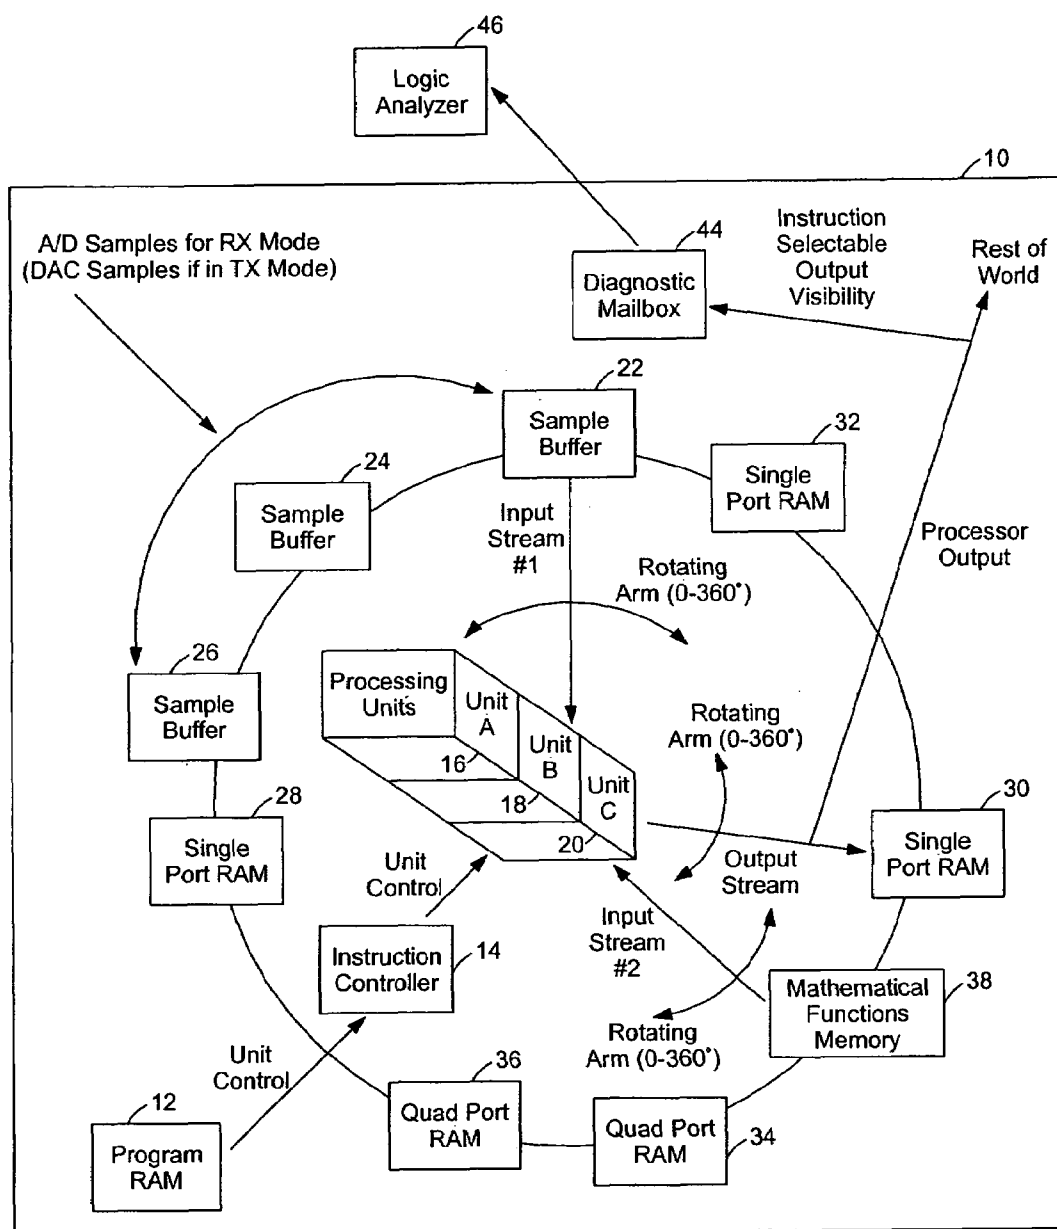 46
Logic
Analyzer
10
A/D Samples for RX Mode
(DAC Samples if in TX Mode)
44
Diagnostic
Mailbox
Instruction
Selectable
Output
Visibility
Rest of
World
22
Sample
Buffer
32
Single
Port RAM
24
Sample
Buffer
Input
Stream
#1
Processor
Output
Rotating
Arm (0-360°)
26
Sample
Buffer
Processing
Units
Unit
A
Unit
B
Unit
C
16
18
20
Rotating
Arm (0-360°)
28
Single
Port RAM
30
Single
Port RAM
Unit
Control
Output
Stream
Input
Stream
#2
Instruction
Controller
14
Mathematical
Functions
Memory
38
Rotating
Arm (0-360°)
Unit
Control
36
Quad Port
RAM
Quad Port
RAM
34
12
Program
RAM